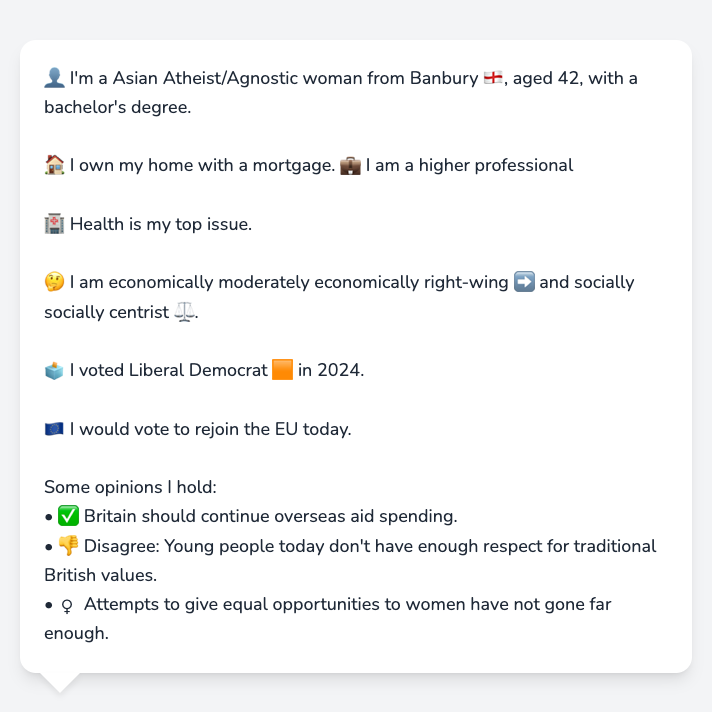 👤 I'm a Asian Atheist/Agnostic woman from Banbury 🏴󠁧󠁢󠁥󠁮󠁧󠁿, aged 42, with a
bachelor's degree.
🏠 I own my home with a mortgage. 💼 I am a higher professional
🏥 Health is my top issue.
🤔 I am economically moderately economically right-wing ➡️ and socially
socially centrist ⚖️.
🗳️ I voted Liberal Democrat 🟧 in 2024.
🇪🇺 I would vote to rejoin the EU today.
Some opinions I hold:
• ✅ Britain should continue overseas aid spending.
• 👎 Disagree: Young people today don't have enough respect for traditional
British values.
• ♀ Attempts to give equal opportunities to women have not gone far
enough.